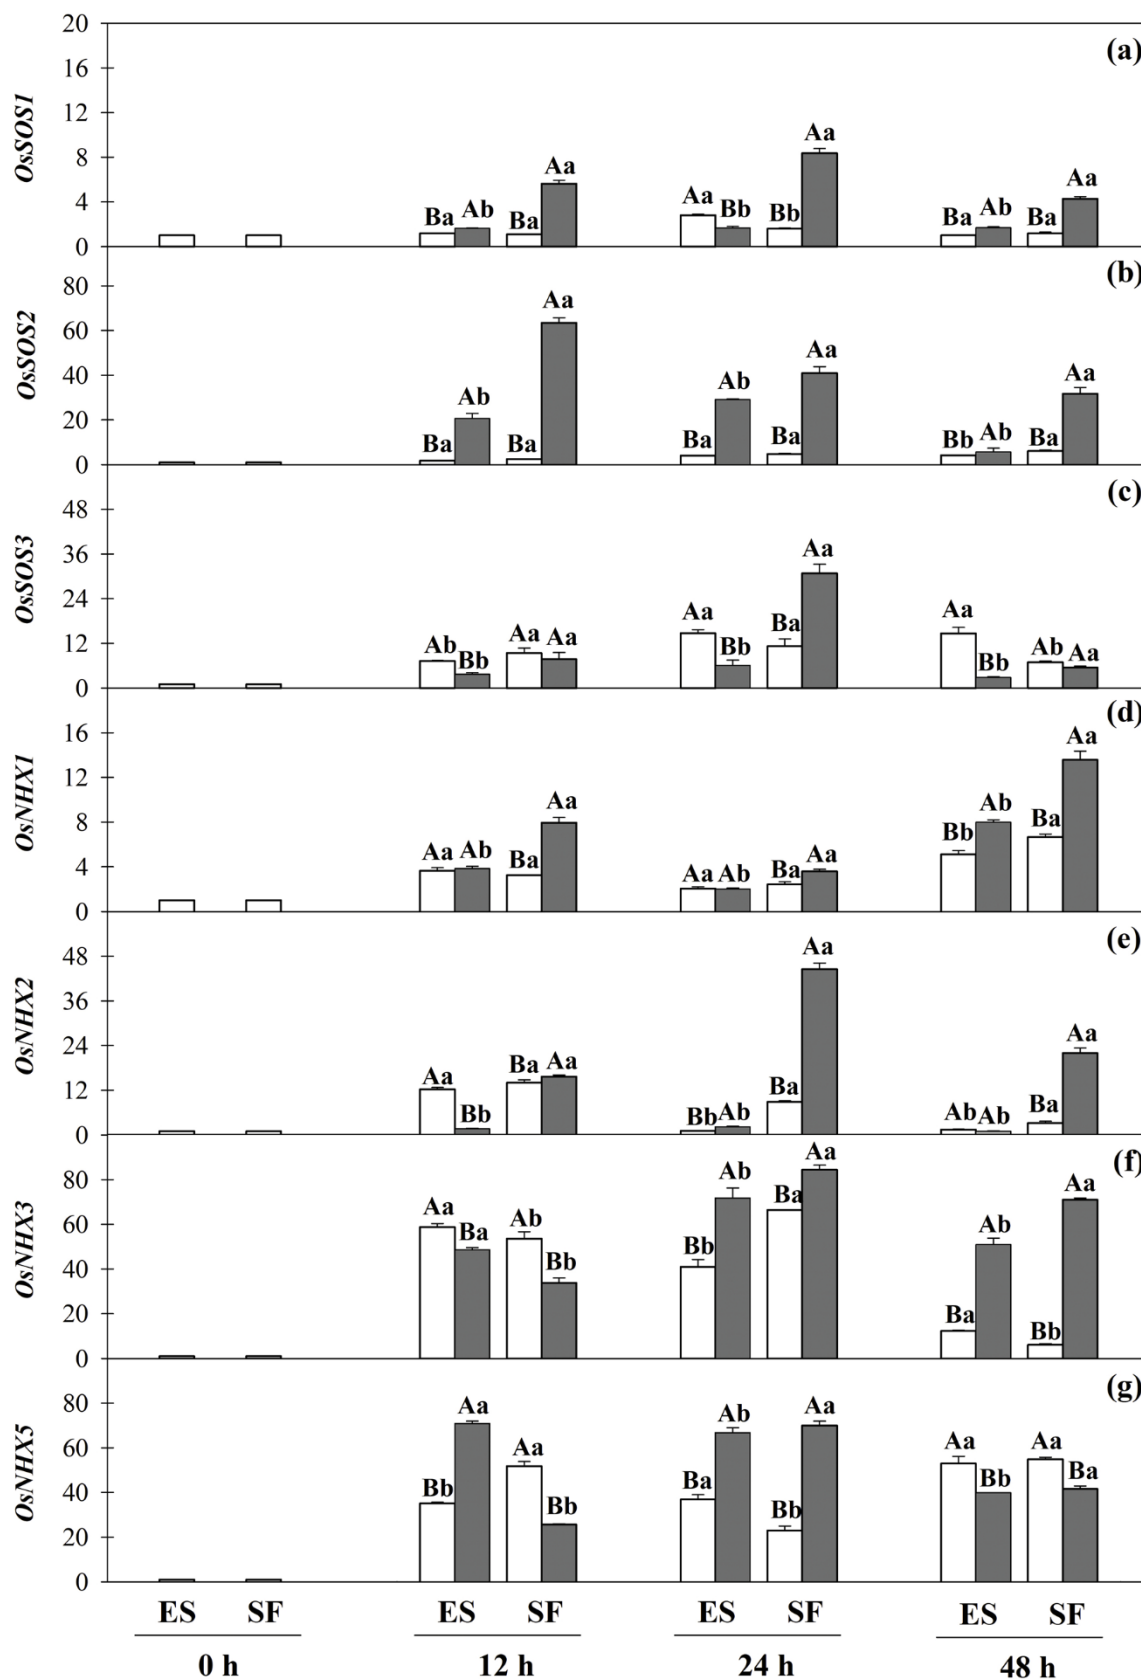 (a)
OsSOS1
20
16
12
8
4
0
Ba Ab Ba Aa
Aa Bb Bb Aa
Ba Ab Ba Aa
(b)
OsSOS2
80
60
40
20
0
Ba Ab Ba Aa
Ba Ab Ba Aa
Bb Ab Ba Aa
(c)
OsSOS3
48
36
24
12
0
Ab Bb Aa Aa
Aa Bb Ba Aa
Aa Bb Ab Aa
(d)
OsNHX1
16
12
8
4
0
Aa Ab Ba Aa
Aa Ab Ba Aa
Bb Ab Ba Aa
(e)
OsNHX2
48
36
24
12
0
Aa Bb Ba Aa
Bb Ab Ba Aa
Ab Ab Ba Aa
(f)
OsNHX3
80
60
40
20
0
Aa Ba Ab Bb
Bb Ab Ba Aa
Ba Ab Bb Aa
(g)
OsNHX5
80
60
40
20
0
Bb Aa Aa Bb
Ba Ab Bb Aa
Aa Bb Aa Ba
ES SF ES SF ES SF ES SF
0 h 12 h 24 h 48 h